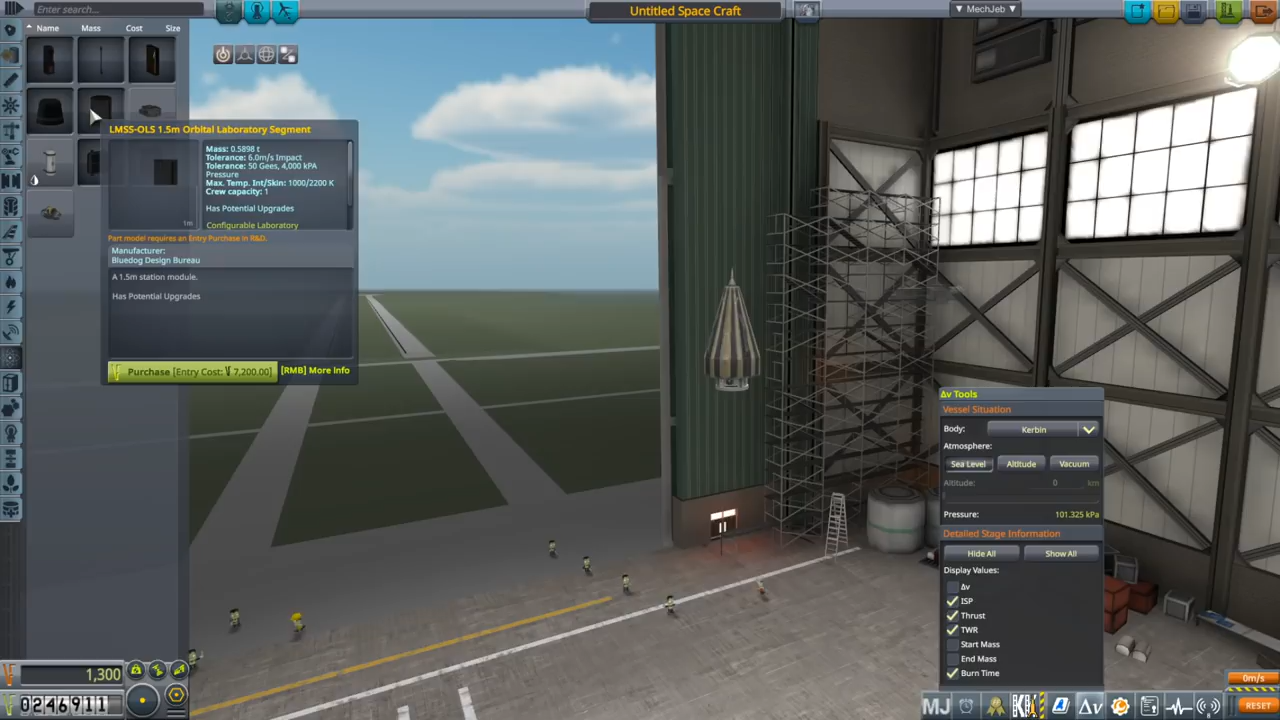 Enter search...
Untitled Space Craft
▼ MechJeb ▼
Name Mass Cost Size
LMSS-OLS 1.5m Orbital Laboratory Segment
Mass: 0.5898 t
Tolerance: 6.0m/s Impact
Tolerance: 50 Gees, 4,000 kPA
Pressure
Max. Temp. Int/Skin: 1000/2200 K
Crew capacity: 1
Has Potential Upgrades
Configurable Laboratory
1m
Part model requires an Entry Purchase in R&D.
Manufacturer:
Bluedog Design Bureau
A 1.5m station module.
Has Potential Upgrades
Purchase [Entry Cost: 7,200.00]
[RMB] More Info
Δv Tools
Vessel Situation
Body: Kerbin
Atmosphere:
Sea Level Altitude Vacuum
Altitude: 0 km
Pressure: 101.325 kPa
Detailed Stage Information
Hide All Show All
Display Values:
Δv
ISP
Thrust
TWR
Start Mass
End Mass
Burn Time
1,300
0246911
0m/s
MJ Δv RESET